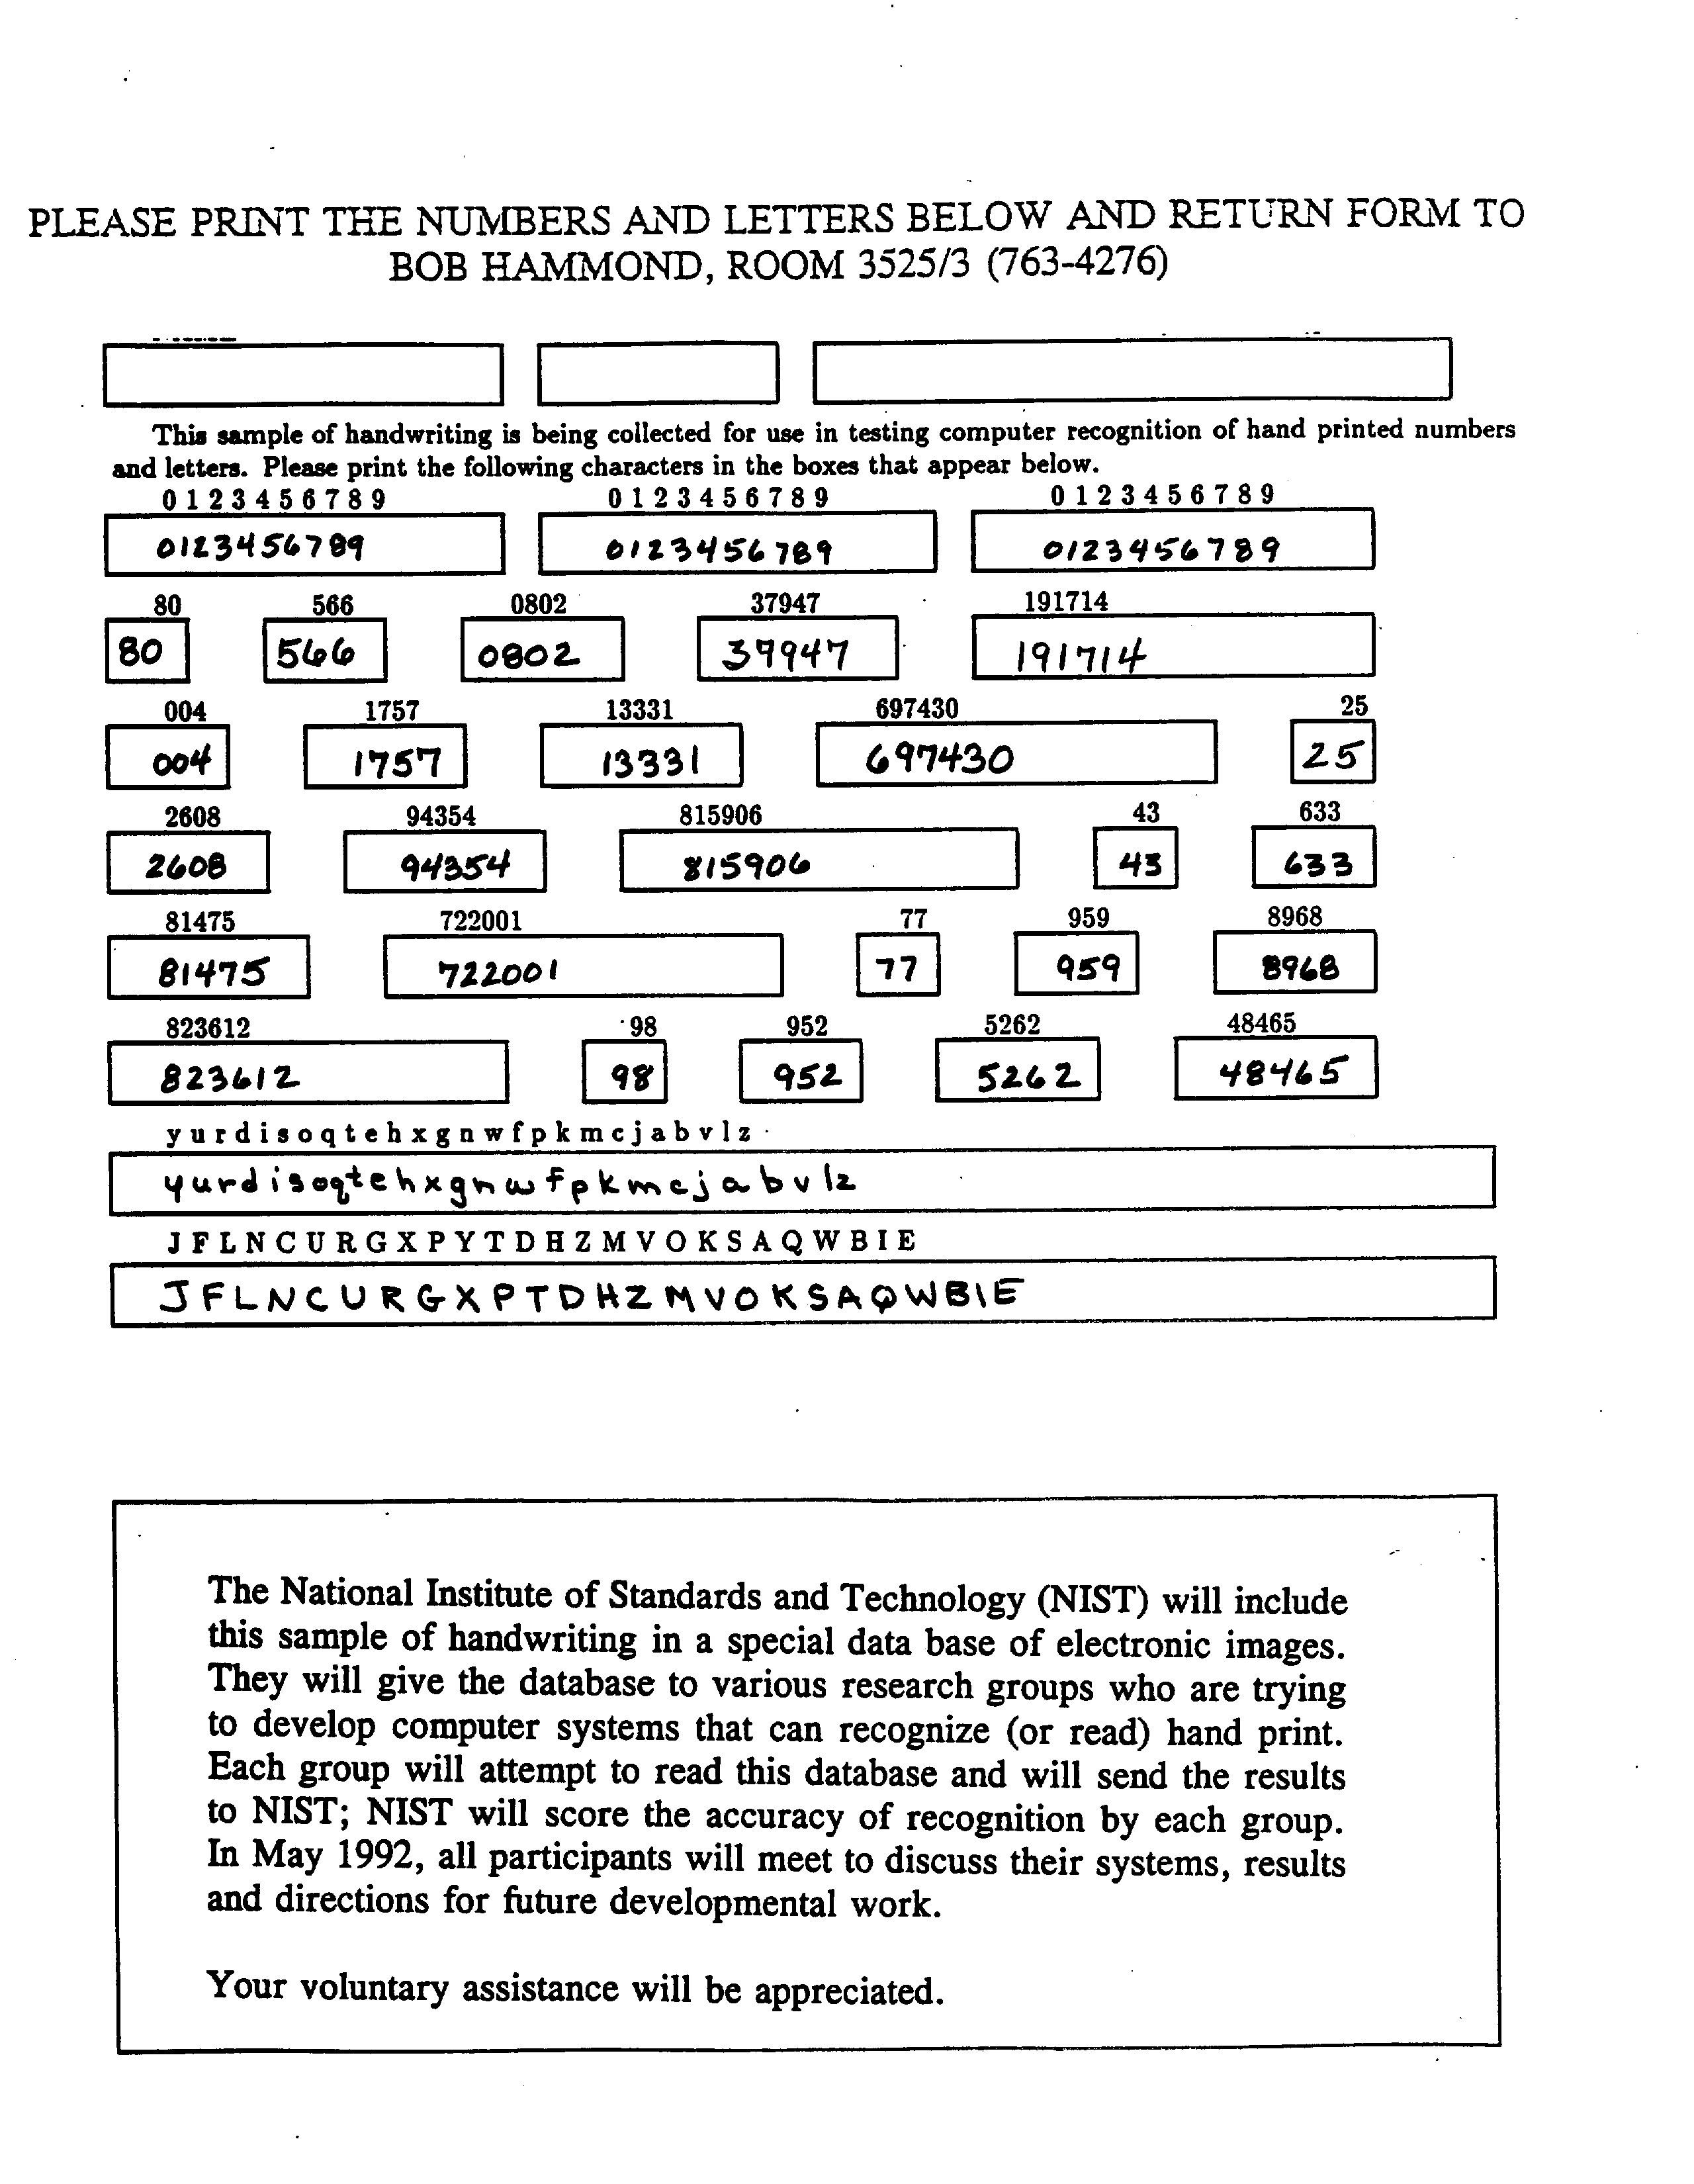 PLEASE PRINT THE NUMBERS AND LETTERS BELOW AND RETURN FORM TO
BOB HAMMOND, ROOM 3525/3 (763-4276)
This sample of handwriting is being collected for use in testing computer recognition of hand printed numbers
and letters. Please print the following characters in the boxes that appear below.
0 1 2 3 4 5 6 7 8 9 0 1 2 3 4 5 6 7 8 9 0 1 2 3 4 5 6 7 8 9
0123456789 0123456789 0123456789
80 566 0802 37947 191714
80 566 0802 37947 191714
004 1757 13331 697430 25
004 1757 13331 697430 25
2608 94354 815906 43 633
2608 94354 815906 43 633
81475 722001 77 959 8968
81475 722001 77 959 8968
823612 98 952 5262 48465
823612 98 952 5262 48465
y u r d i s o q t e h x g n w f p k m c j a b v l z
yurdisoqtehxgnwfpkmcjabvlz
J F L N C U R G X P Y T D H Z M V O K S A Q W B I E
JFLNCURGXPTDHZMVOKSAQWBIE
The National Institute of Standards and Technology (NIST) will include
this sample of handwriting in a special data base of electronic images.
They will give the database to various research groups who are trying
to develop computer systems that can recognize (or read) hand print.
Each group will attempt to read this database and will send the results
to NIST; NIST will score the accuracy of recognition by each group.
In May 1992, all participants will meet to discuss their systems, results
and directions for future developmental work.
Your voluntary assistance will be appreciated.